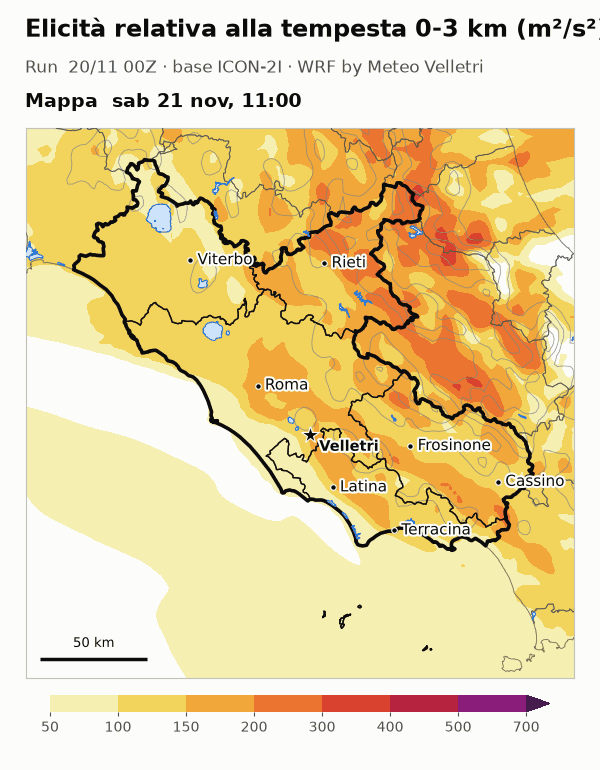 Elicità relativa alla tempesta 0-3 km (m²/s²)
Run  20/11 00Z · base ICON-2I · WRF by Meteo Velletri
Mappa  sab 21 nov, 11:00
Viterbo
Rieti
Roma
Velletri
Frosinone
Latina
Cassino
Terracina
50 km
50 100 150 200 300 400 500 700